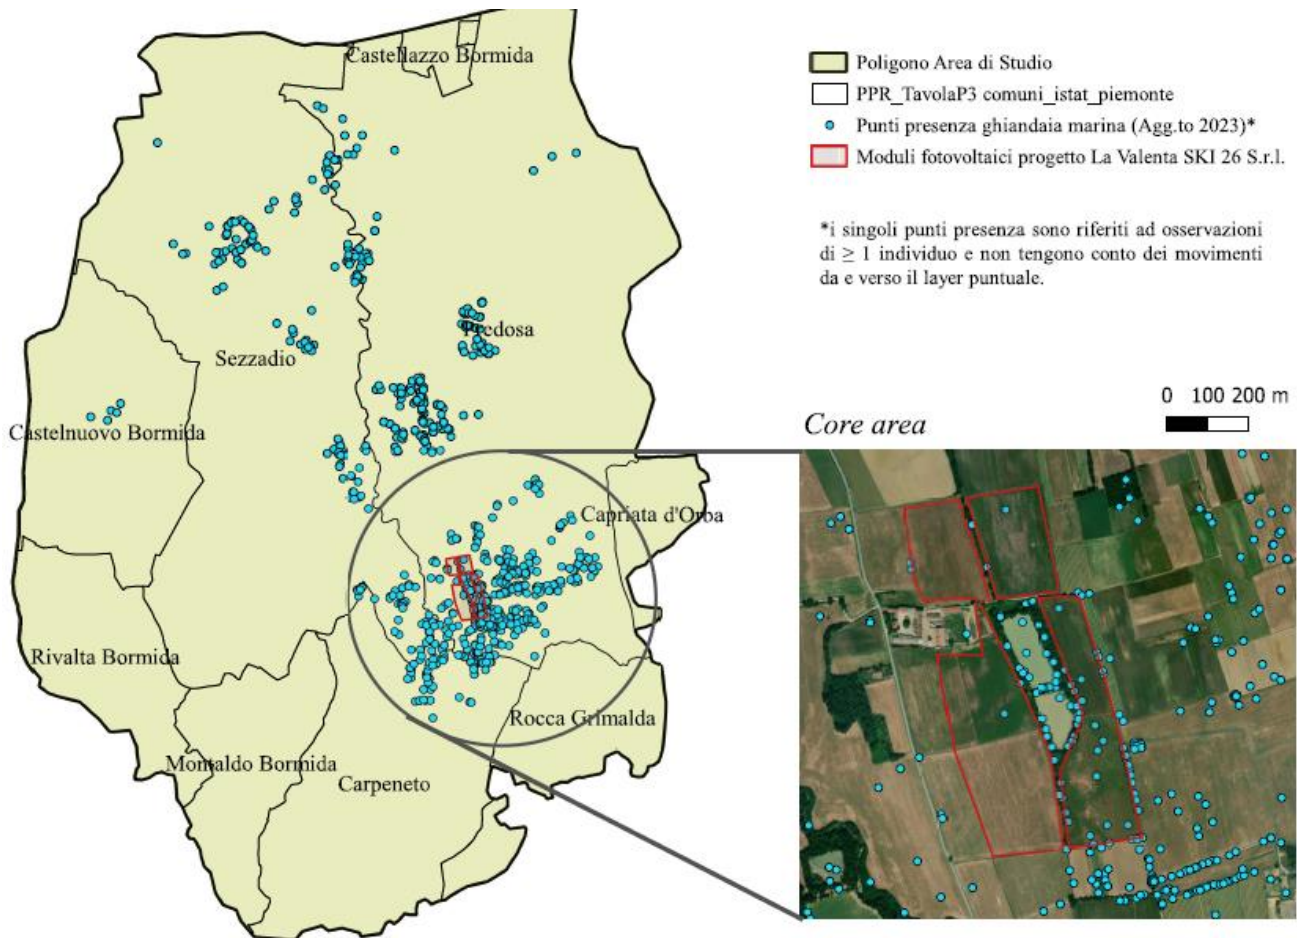 Castellazzo Bormida
Poligono Area di Studio
PPR_TavolaP3 comuni_istat_piemonte
Punti presenza ghiandaia marina (Agg.to 2023)*
Moduli fotovoltaici progetto La Valenta SKI 26 S.r.l.
*i singoli punti presenza sono riferiti ad osservazioni
di ≥ 1 individuo e non tengono conto dei movimenti
da e verso il layer puntuale.
Predosa
Sezzadio
Castelnuovo Bormida
0 100 200 m
Core area
Capriata d'Orba
Rivalta Bormida
Rocca Grimalda
Montaldo Bormida
Carpeneto